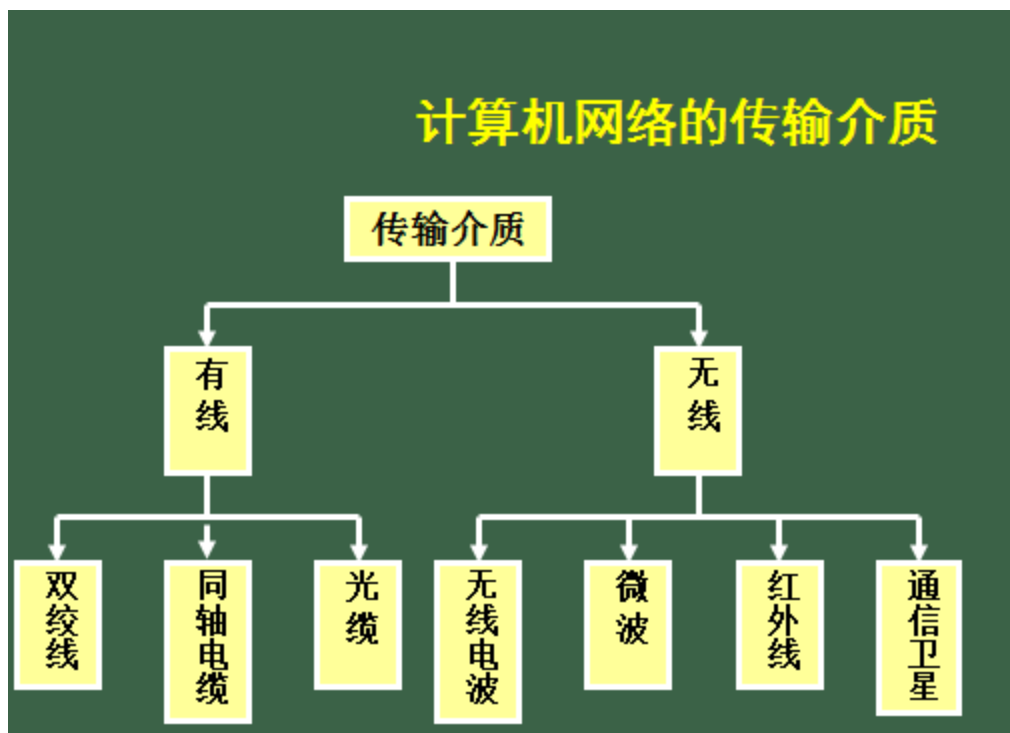 计算机网络的传输介质
传输介质
有线
无线
双绞线
同轴电缆
光缆
无线电波
微波
红外线
通信卫星